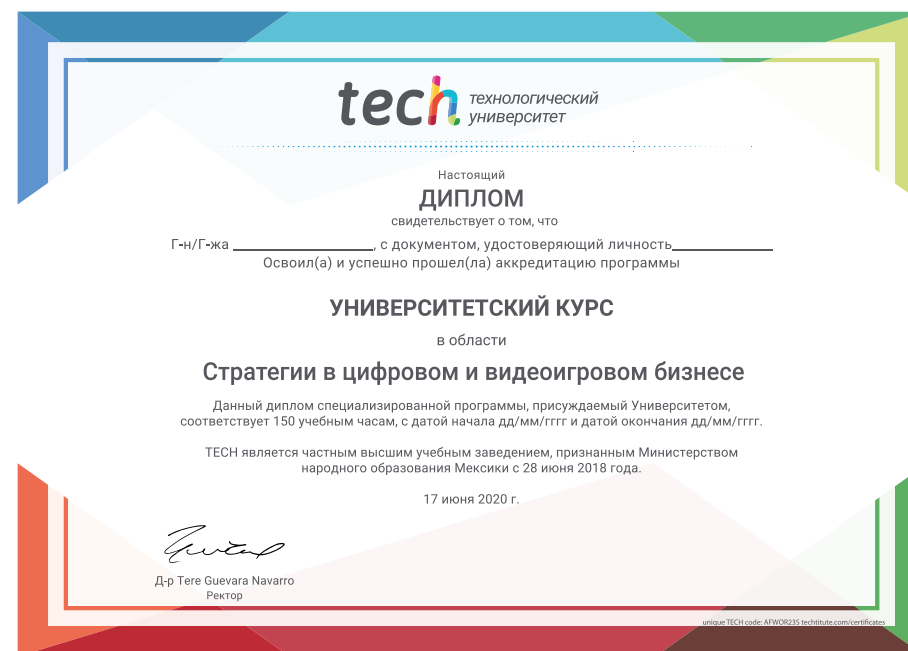 tech технологический
университет
Настоящий
ДИПЛОМ
свидетельствует о том, что
Г-н/Г-жа ____________, с документом, удостоверяющий личность____________
Освоил(а) и успешно прошел(ла) аккредитацию программы
УНИВЕРСИТЕТСКИЙ КУРС
в области
Стратегии в цифровом и видеоигровом бизнесе
Данный диплом специализированной программы, присуждаемый Университетом,
соответствует 150 учебным часам, с датой начала дд/мм/гггг и датой окончания дд/мм/гггг.
TECH является частным высшим учебным заведением, признанным Министерством
народного образования Мексики с 28 июня 2018 года.
17 июня 2020 г.
Д-р Tere Guevara Navarro
Ректор
unique TECH code: AFWOR23S techtitute.com/certificates